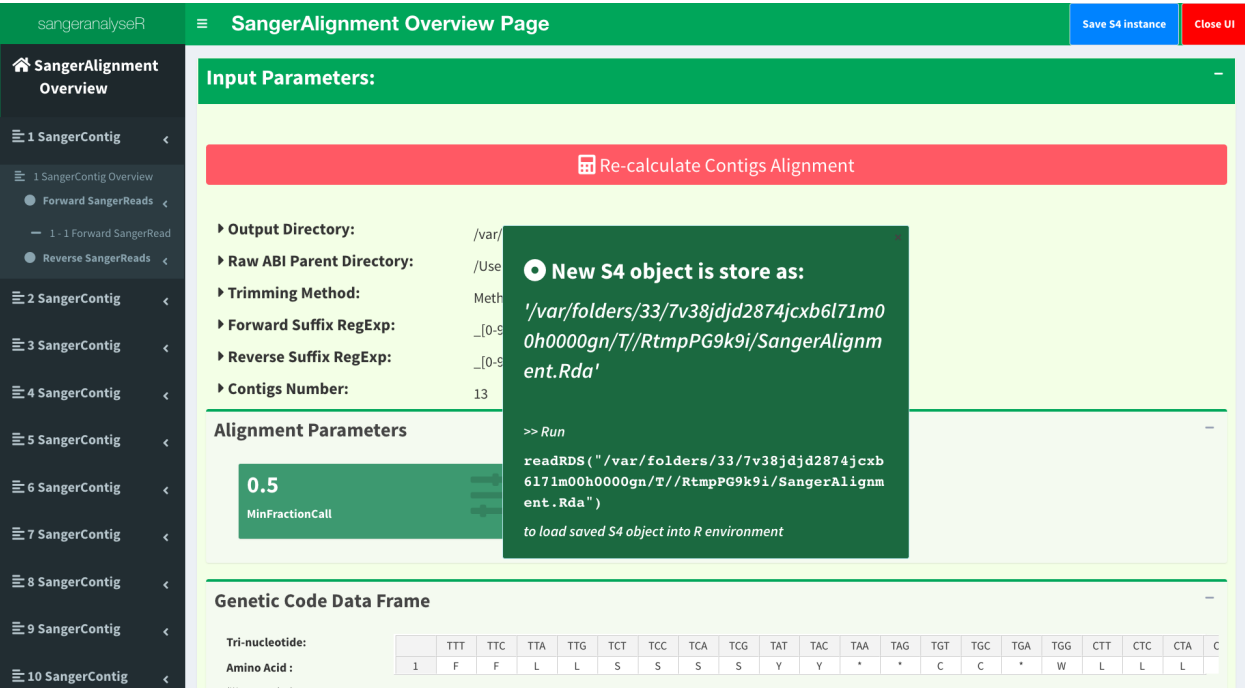 sangeranalyseR
SangerAlignment Overview Page
Save S4 instance
Close UI
SangerAlignment
Overview
1 SangerContig
1 SangerContig Overview
Forward SangerReads
1 - 1 Forward SangerRead
Reverse SangerReads
2 SangerContig
3 SangerContig
4 SangerContig
5 SangerContig
6 SangerContig
7 SangerContig
8 SangerContig
9 SangerContig
10 SangerContig
Input Parameters:
Re-calculate Contigs Alignment
Output Directory: /var/
Raw ABI Parent Directory: /Use
Trimming Method: Meth
Forward Suffix RegExp: _[0-9
Reverse Suffix RegExp: _[0-9
Contigs Number: 13
New S4 object is store as:
'/var/folders/33/7v38jdjd2874jcxb6l71m0
0h0000gn/T//RtmpPG9k9i/SangerAlignm
ent.Rda'
>> Run
readRDS("/var/folders/33/7v38jdjd2874jcxb
6l71m00h0000gn/T//RtmpPG9k9i/SangerAlignm
ent.Rda")
to load saved S4 object into R environment
Alignment Parameters
0.5
MinFractionCall
Genetic Code Data Frame
Tri-nucleotide: TTT TTC TTA TTG TCT TCC TCA TCG TAT TAC TAA TAG TGT TGC TGA TGG CTT CTC CTA C
Amino Acid : 1 F F L L S S S S Y Y * * C C * W L L L